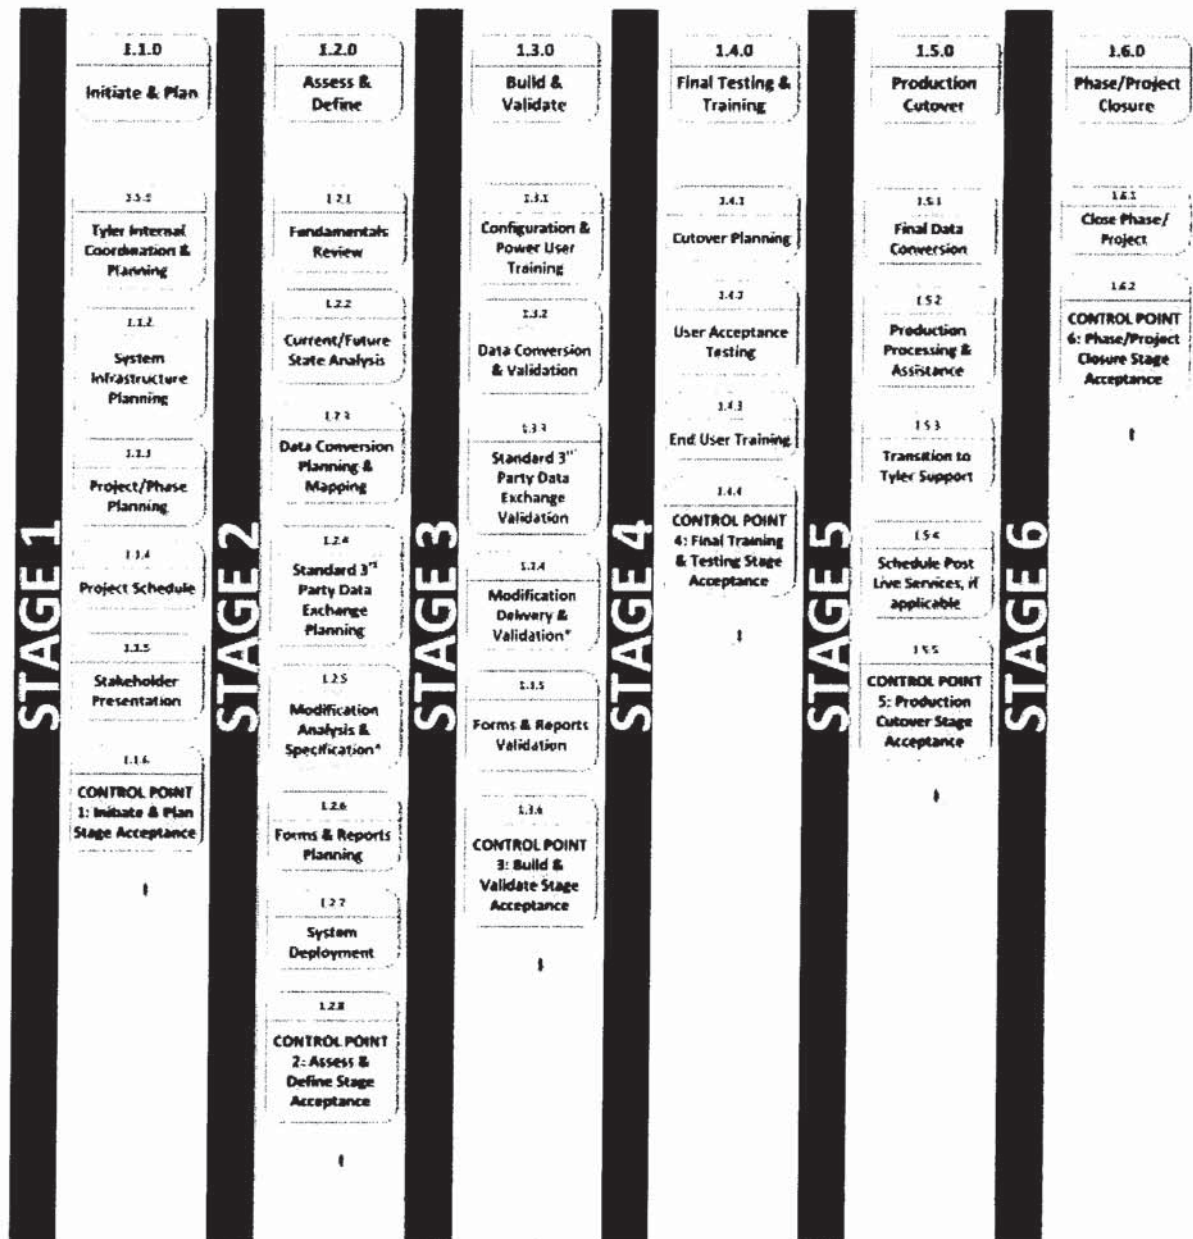 STAGE 1
1.1.0
Initiate & Plan
1.1.1
Tyler Internal
Coordination &
Planning
1.1.2
System
Infrastructure
Planning
1.1.3
Project/Phase
Planning
1.1.4
Project Schedule
1.1.5
Stakeholder
Presentation
1.1.6
CONTROL POINT
1: Initiate & Plan
Stage Acceptance
STAGE 2
1.2.0
Assess &
Define
1.2.1
Fundamentals
Review
1.2.2
Current/Future
State Analysis
1.2.3
Data Conversion
Planning &
Mapping
1.2.4
Standard 3rd
Party Data
Exchange
Planning
1.2.5
Modification
Analysis &
Specification*
1.2.6
Forms & Reports
Planning
1.2.7
System
Deployment
1.2.8
CONTROL POINT
2: Assess &
Define Stage
Acceptance
STAGE 3
1.3.0
Build &
Validate
1.3.1
Configuration &
Power User
Training
1.3.2
Data Conversion
& Validation
1.3.3
Standard 3rd
Party Data
Exchange
Validation
1.3.4
Modification
Delivery &
Validation*
1.3.5
Forms & Reports
Validation
1.3.6
CONTROL POINT
3: Build &
Validate Stage
Acceptance
STAGE 4
1.4.0
Final Testing &
Training
1.4.1
Cutover Planning
1.4.2
User Acceptance
Testing
1.4.3
End User Training
1.4.4
CONTROL POINT
4: Final Training
& Testing Stage
Acceptance
STAGE 5
1.5.0
Production
Cutover
1.5.1
Final Data
Conversion
1.5.2
Production
Processing &
Assistance
1.5.3
Transition to
Tyler Support
1.5.4
Schedule Post
Live Services, if
applicable
1.5.5
CONTROL POINT
5: Production
Cutover Stage
Acceptance
STAGE 6
1.6.0
Phase/Project
Closure
1.6.1
Close Phase/
Project
1.6.2
CONTROL POINT
6: Phase/Project
Closure Stage
Acceptance